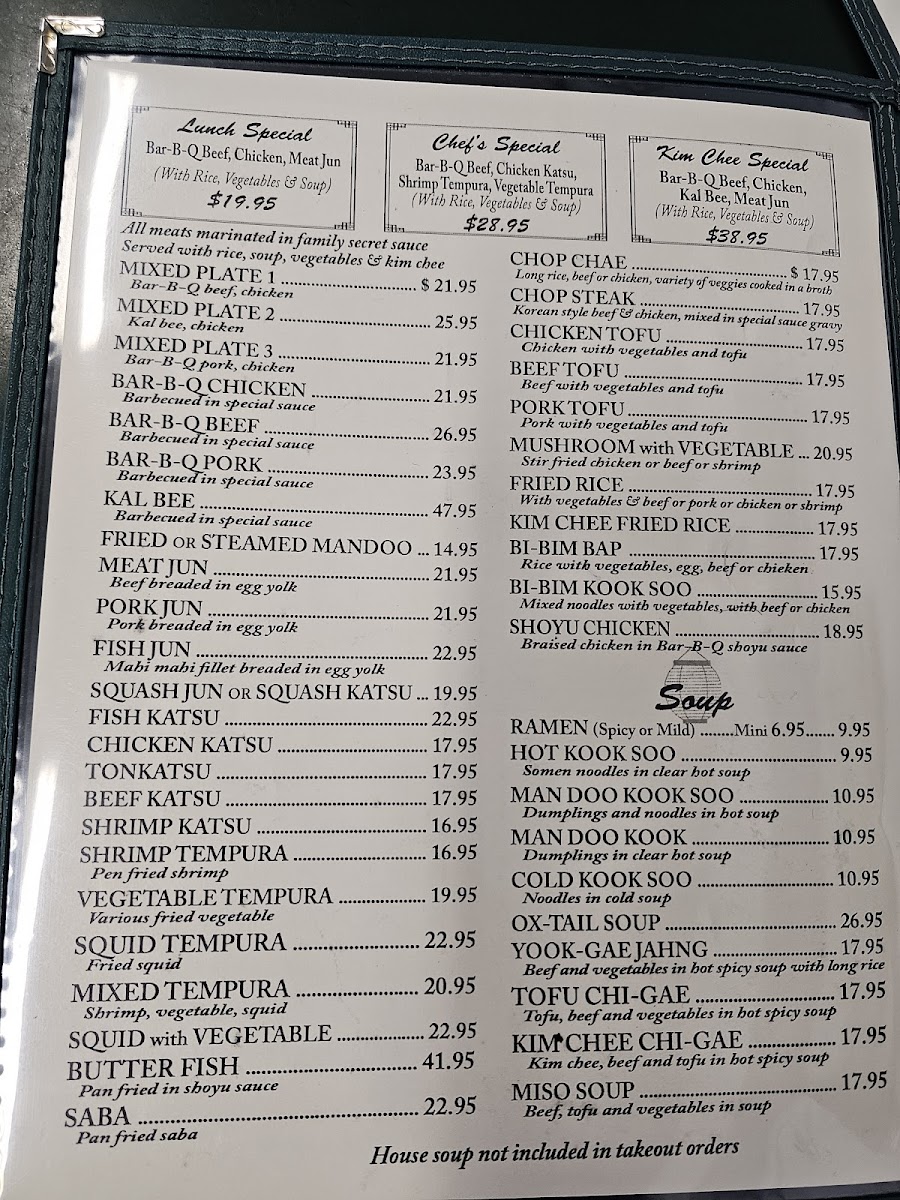 Lunch Special
Bar-B-Q Beef, Chicken, Meat Jun
(With Rice, Vegetables & Soup)
$19.95
Chef's Special
Bar-B-Q Beef, Chicken Katsu,
Shrimp Tempura, Vegetable Tempura
(With Rice, Vegetables & Soup)
$28.95
Kim Chee Special
Bar-B-Q Beef, Chicken,
Kal Bee, Meat Jun
(With Rice, Vegetables & Soup)
$38.95
All meats marinated in family secret sauce
Served with rice, soup, vegetables & kim chee
MIXED PLATE 1 ........ $ 21.95
Bar-B-Q beef, chicken
MIXED PLATE 2 ........ 25.95
Kal bee, chicken
MIXED PLATE 3 ........ 21.95
Bar-B-Q pork, chicken
BAR-B-Q CHICKEN ........ 21.95
Barbecued in special sauce
BAR-B-Q BEEF ........ 26.95
Barbecued in special sauce
BAR-B-Q PORK ........ 23.95
Barbecued in special sauce
KAL BEE ........ 47.95
Barbecued in special sauce
FRIED OR STEAMED MANDOO ... 14.95
MEAT JUN ........ 21.95
Beef breaded in egg yolk
PORK JUN ........ 21.95
Pork breaded in egg yolk
FISH JUN ........ 22.95
Mahi mahi fillet breaded in egg yolk
SQUASH JUN OR SQUASH KATSU ... 19.95
FISH KATSU ........ 22.95
CHICKEN KATSU ........ 17.95
TONKATSU ........ 17.95
BEEF KATSU ........ 17.95
SHRIMP KATSU ........ 16.95
SHRIMP TEMPURA ........ 16.95
Pen fried shrimp
VEGETABLE TEMPURA ........ 19.95
Various fried vegetable
SQUID TEMPURA ........ 22.95
Fried squid
MIXED TEMPURA ........ 20.95
Shrimp, vegetable, squid
SQUID with VEGETABLE ........ 22.95
BUTTER FISH ........ 41.95
Pan fried in shoyu sauce
SABA ........ 22.95
Pan fried saba
CHOP CHAE ........ $ 17.95
Long rice, beef or chicken, variety of veggies cooked in a broth
CHOP STEAK ........ 17.95
Korean style beef & chicken, mixed in special sauce gravy
CHICKEN TOFU ........ 17.95
Chicken with vegetables and tofu
BEEF TOFU ........ 17.95
Beef with vegetables and tofu
PORK TOFU ........ 17.95
Pork with vegetables and tofu
MUSHROOM with VEGETABLE ... 20.95
Stir fried chicken or beef or shrimp
FRIED RICE ........ 17.95
With vegetables & beef or pork or chicken or shrimp
KIM CHEE FRIED RICE ........ 17.95
BI-BIM BAP ........ 17.95
Rice with vegetables, egg, beef or chicken
BI-BIM KOOK SOO ........ 15.95
Mixed noodles with vegetables, with beef or chicken
SHOYU CHICKEN ........ 18.95
Braised chicken in Bar-B-Q shoyu sauce
Soup
RAMEN (Spicy or Mild) ........Mini 6.95....... 9.95
HOT KOOK SOO ........ 9.95
Somen noodles in clear hot soup
MAN DOO KOOK SOO ........ 10.95
Dumplings and noodles in hot soup
MAN DOO KOOK ........ 10.95
Dumplings in clear hot soup
COLD KOOK SOO ........ 10.95
Noodles in cold soup
OX-TAIL SOUP ........ 26.95
YOOK-GAE JAHNG ........ 17.95
Beef and vegetables in hot spicy soup with long rice
TOFU CHI-GAE ........ 17.95
Tofu, beef and vegetables in hot spicy soup
KIM CHEE CHI-GAE ........ 17.95
Kim chee, beef and tofu in hot spicy soup
MISO SOUP ........ 17.95
Beef, tofu and vegetables in soup
House soup not included in takeout orders